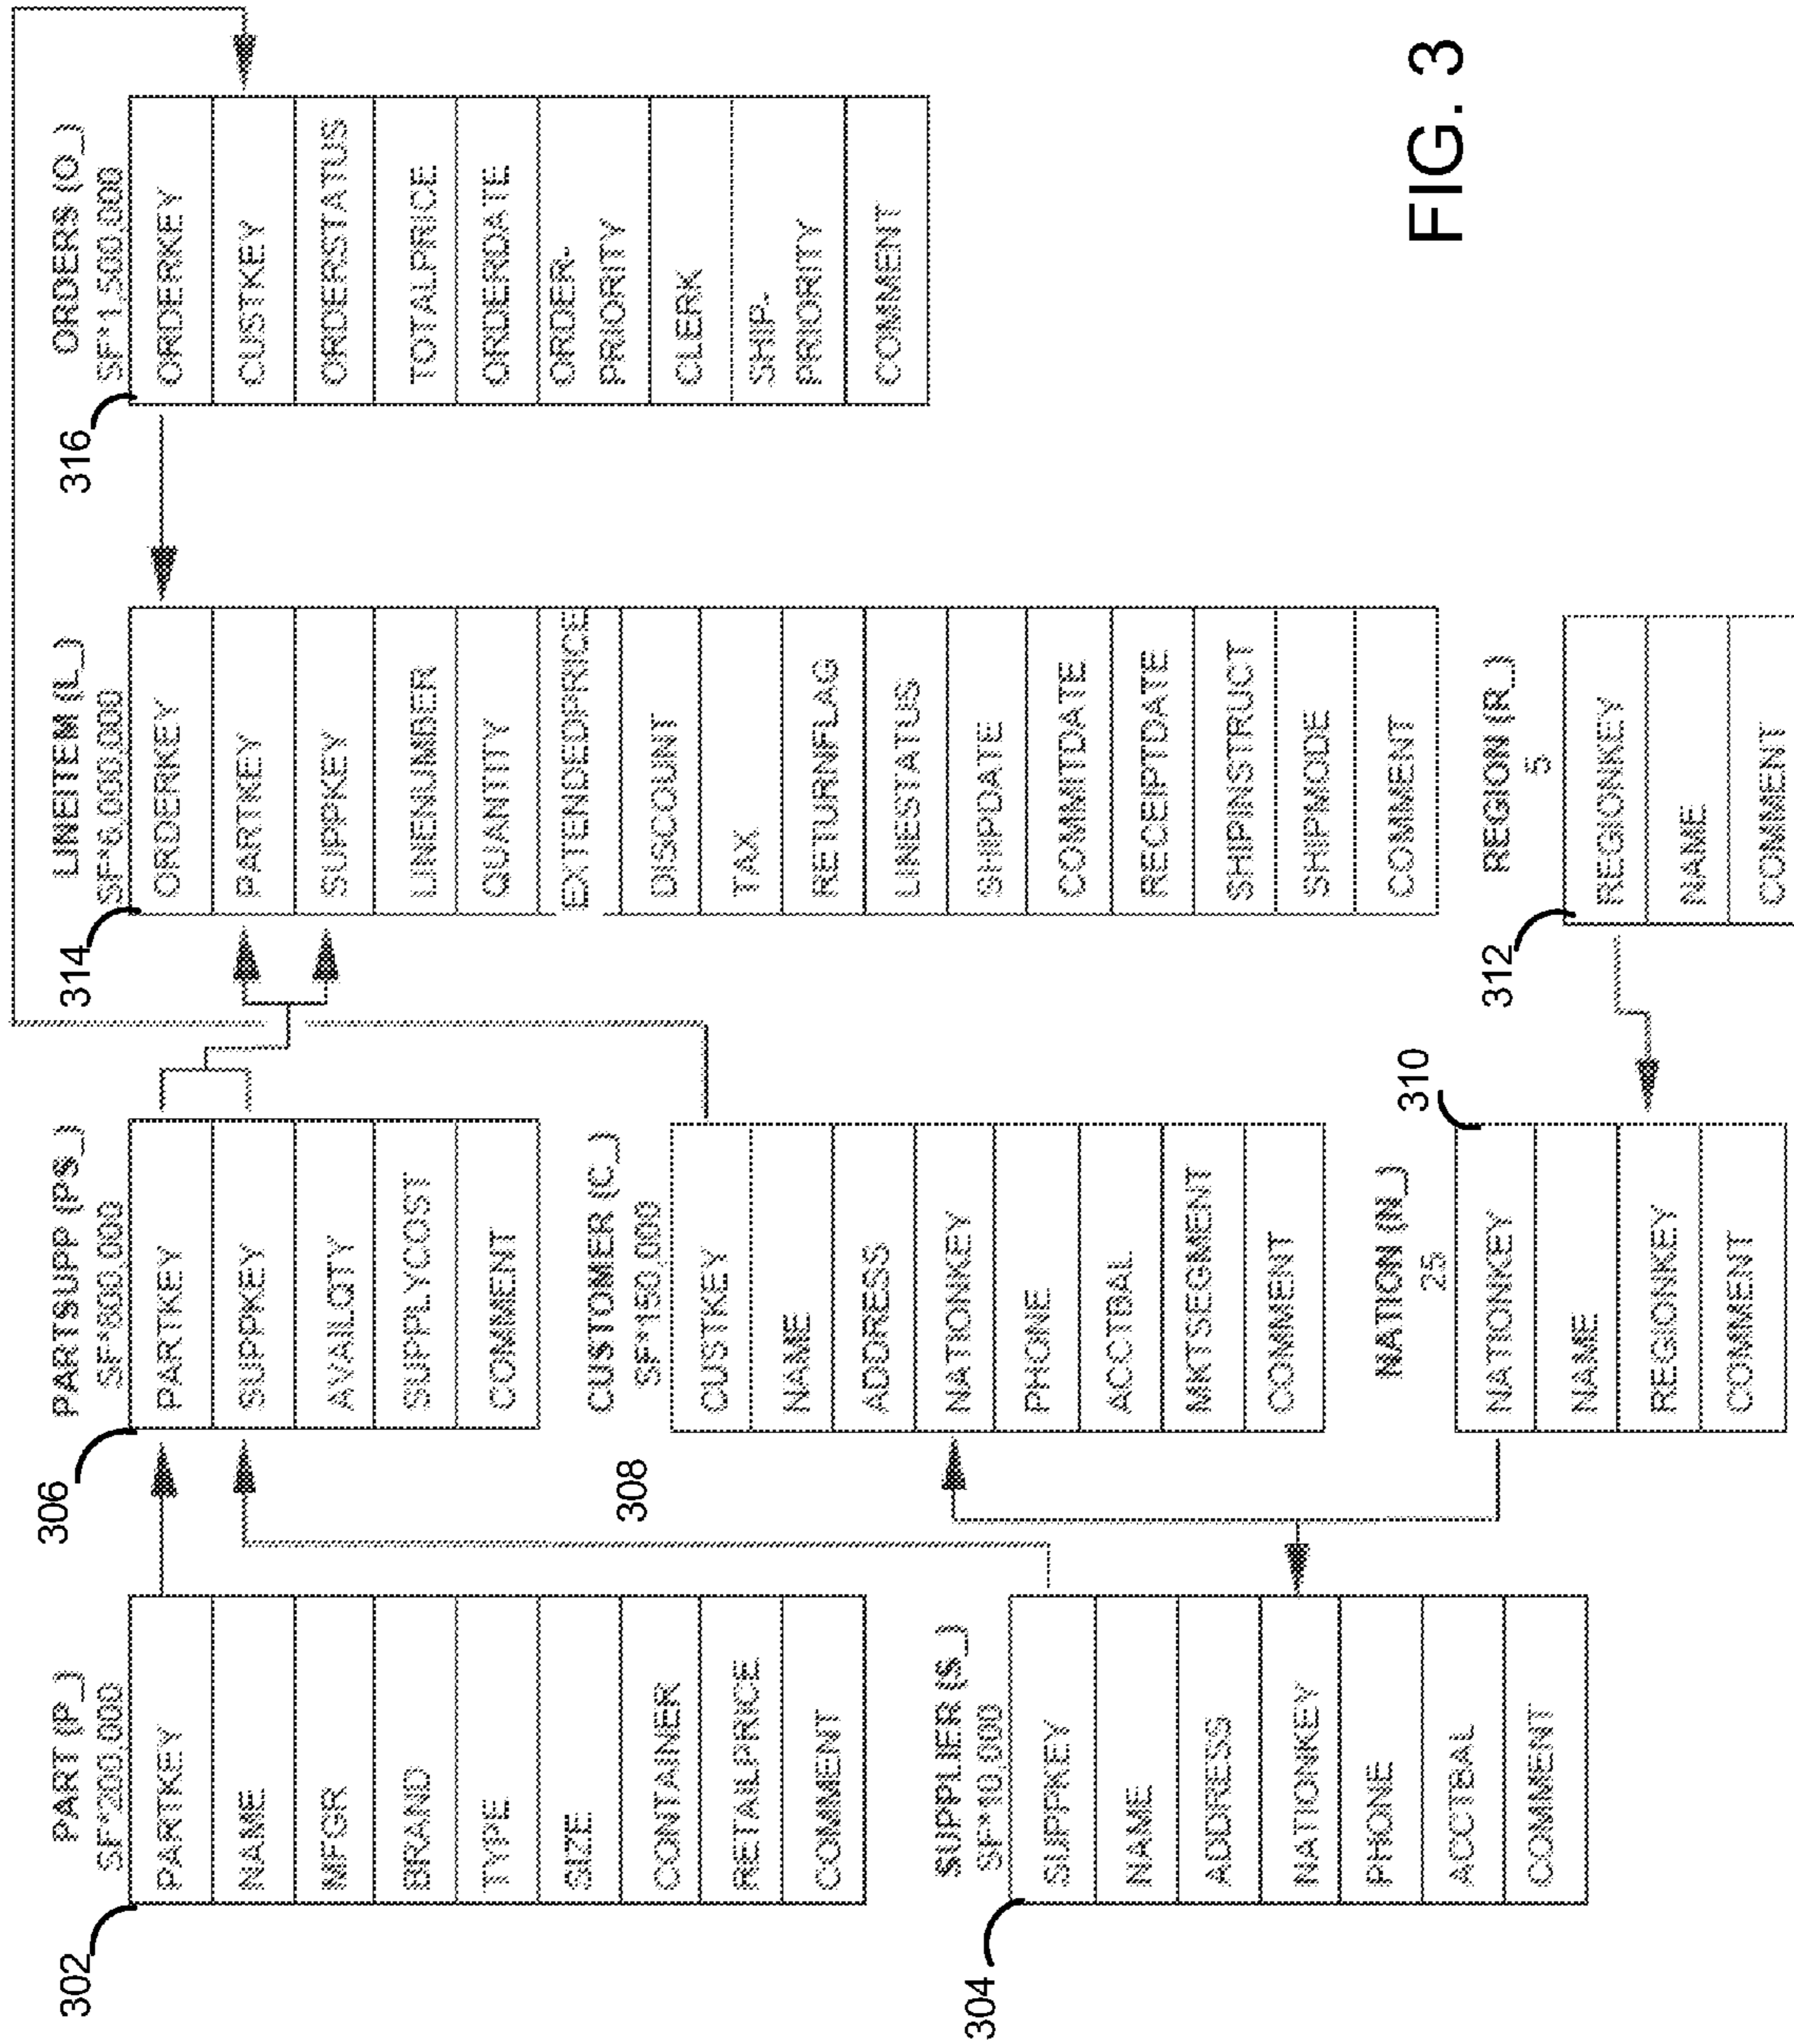 PART (P_)
SF*200,000
302
PARTKEY
NAME
MFGR
BRAND
TYPE
SIZE
CONTAINER
RETAILPRICE
COMMENT
SUPPLIER (S_)
SF*10,000
304
SUPPKEY
NAME
ADDRESS
NATIONKEY
PHONE
ACCTBAL
COMMENT
PARTSUPP (PS_)
SF*800,000
306
PARTKEY
SUPPKEY
AVAILQTY
SUPPLYCOST
COMMENT
CUSTOMER (C_)
SF*150,000
308
CUSTKEY
NAME
ADDRESS
NATIONKEY
PHONE
ACCTBAL
MKTSEGMENT
COMMENT
NATION (N_)
25
310
NATIONKEY
NAME
REGIONKEY
COMMENT
LINEITEM (L_)
SF*6,000,000
314
ORDERKEY
PARTKEY
SUPPKEY
LINENUMBER
QUANTITY
EXTENDEDPRICE
DISCOUNT
TAX
RETURNFLAG
LINESTATUS
SHIPDATE
COMMITDATE
RECEIPTDATE
SHIPINSTRUCT
SHIPMODE
COMMENT
REGION (R_)
5
312
REGIONKEY
NAME
COMMENT
ORDERS (O_)
SF*1,500,000
316
ORDERKEY
CUSTKEY
ORDERSTATUS
TOTALPRICE
ORDERDATE
ORDER-
PRIORITY
CLERK
SHIP-
PRIORITY
COMMENT
FIG. 3